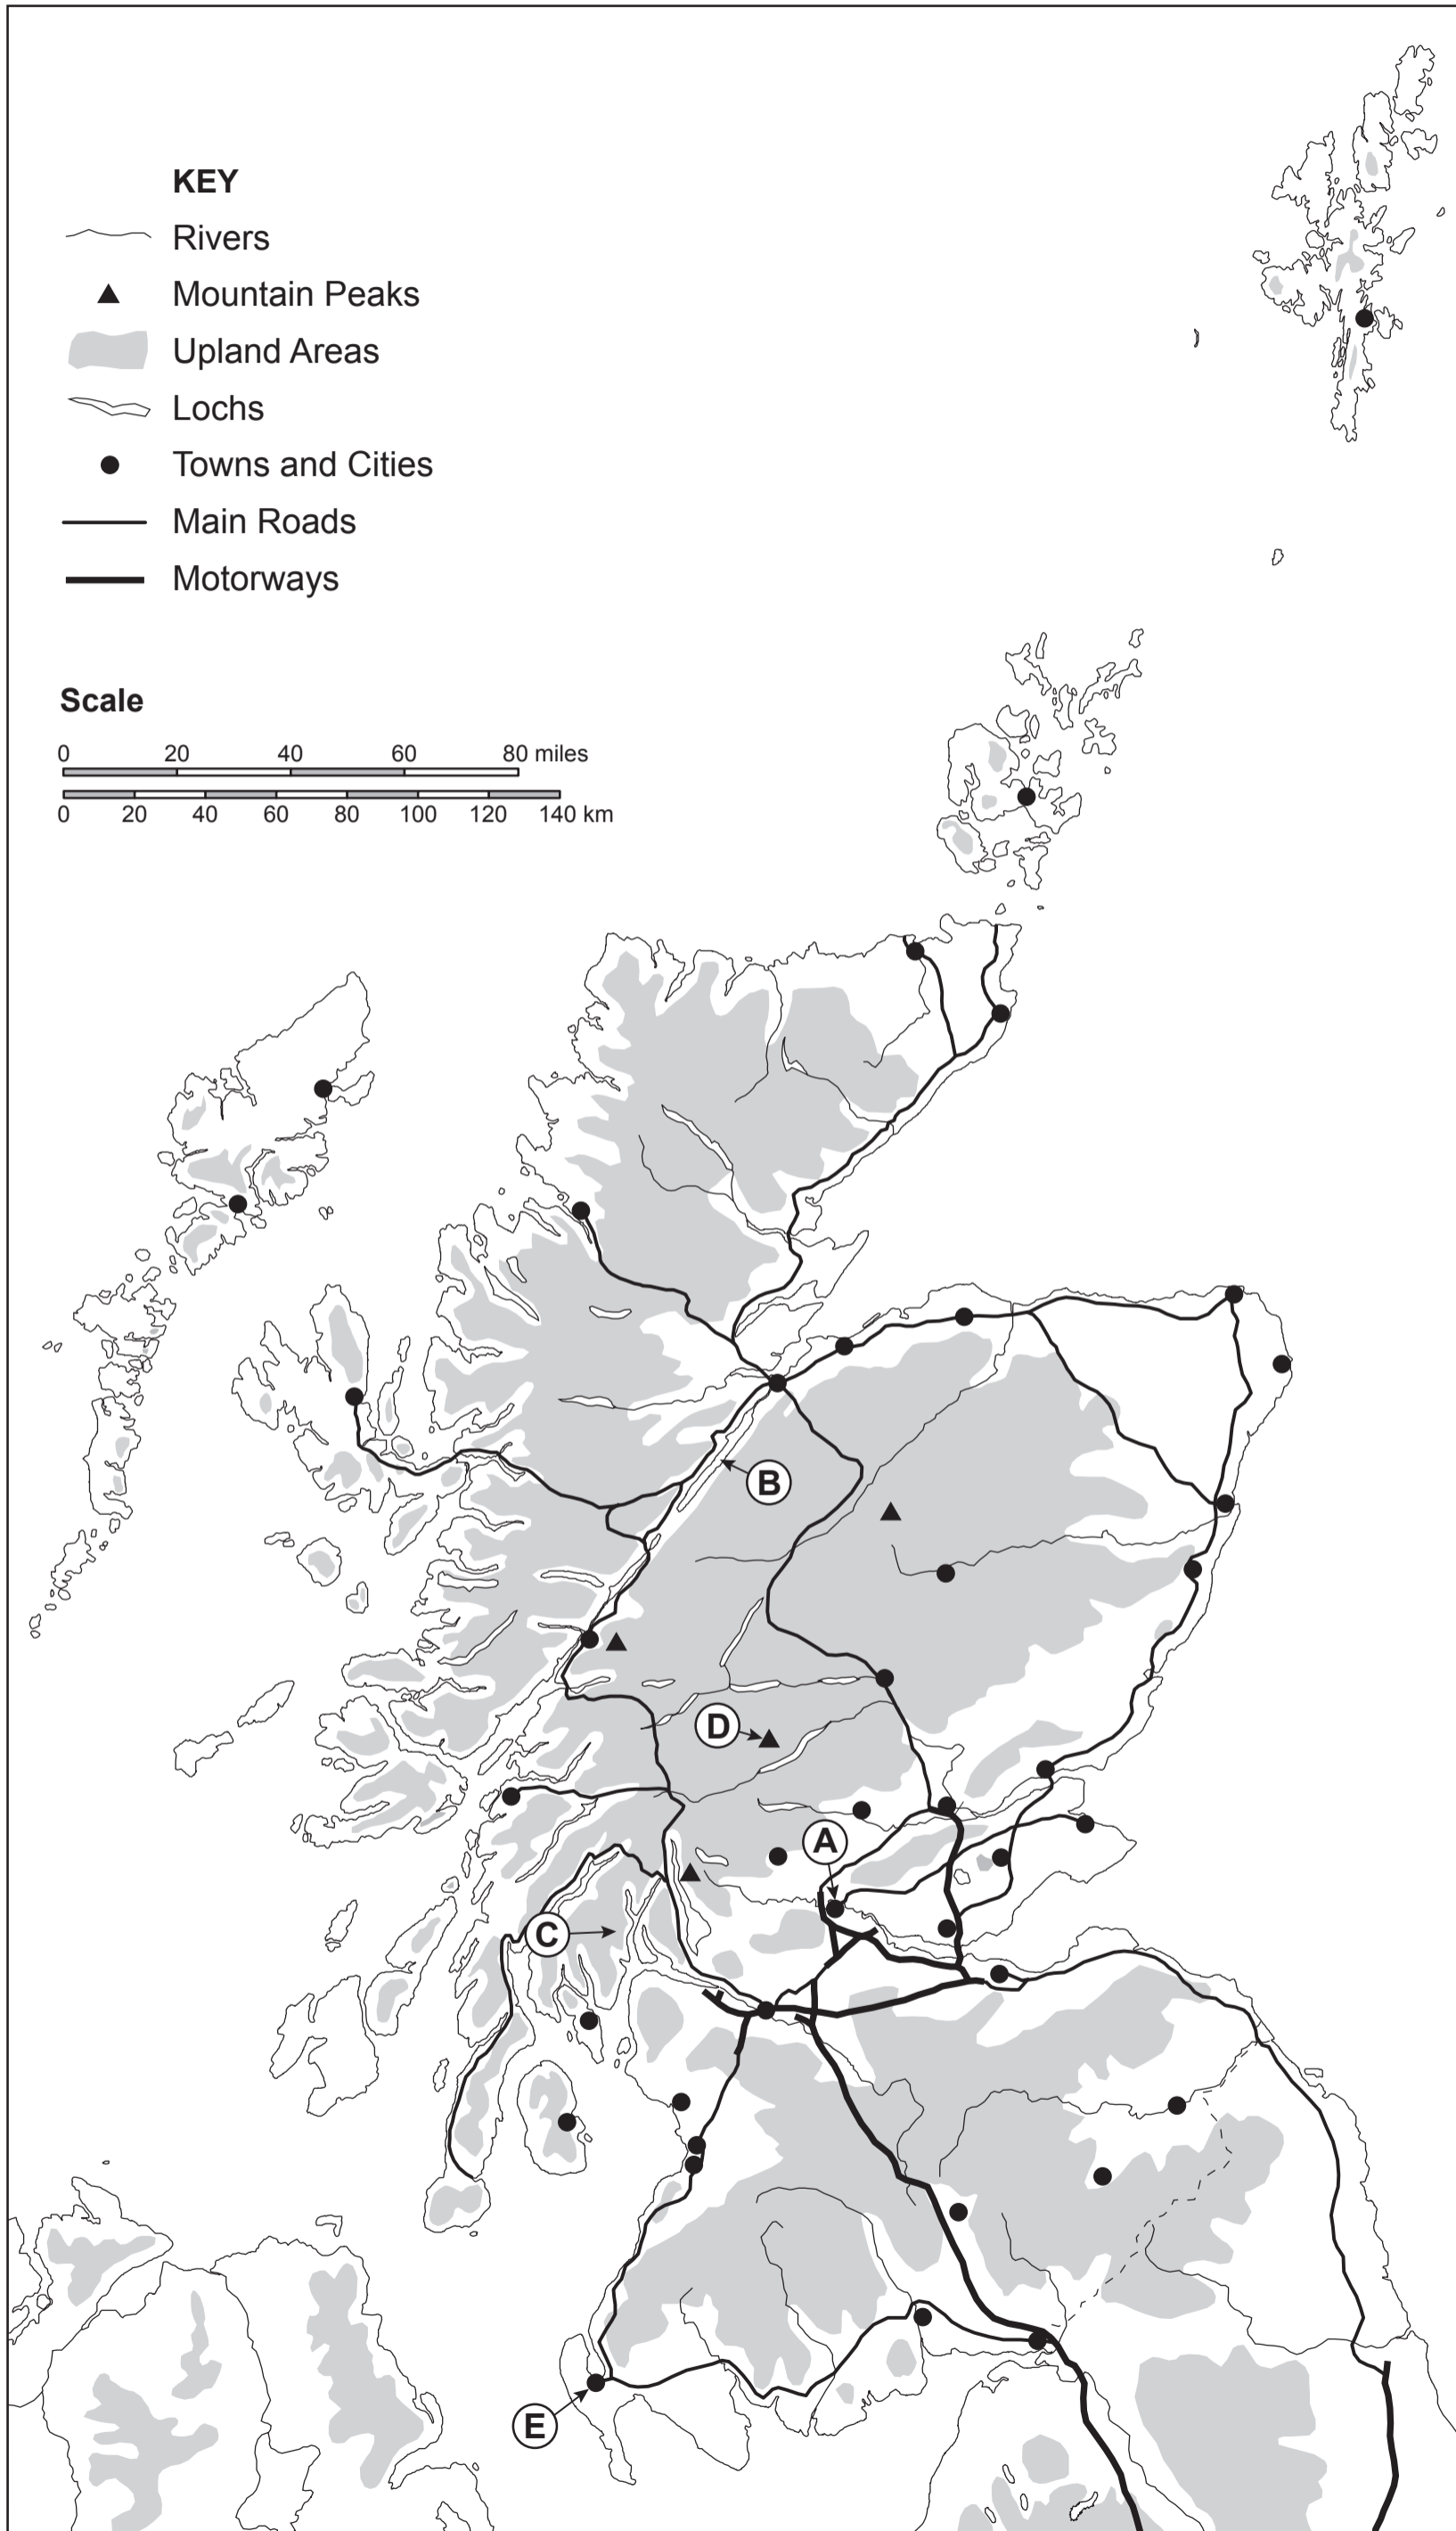 KEY
Rivers
Mountain Peaks
Upland Areas
Lochs
Towns and Cities
Main Roads
Motorways
Scale
0 20 40 60 80 miles
0 20 40 60 80 100 120 140 km
B
D
A
C
E